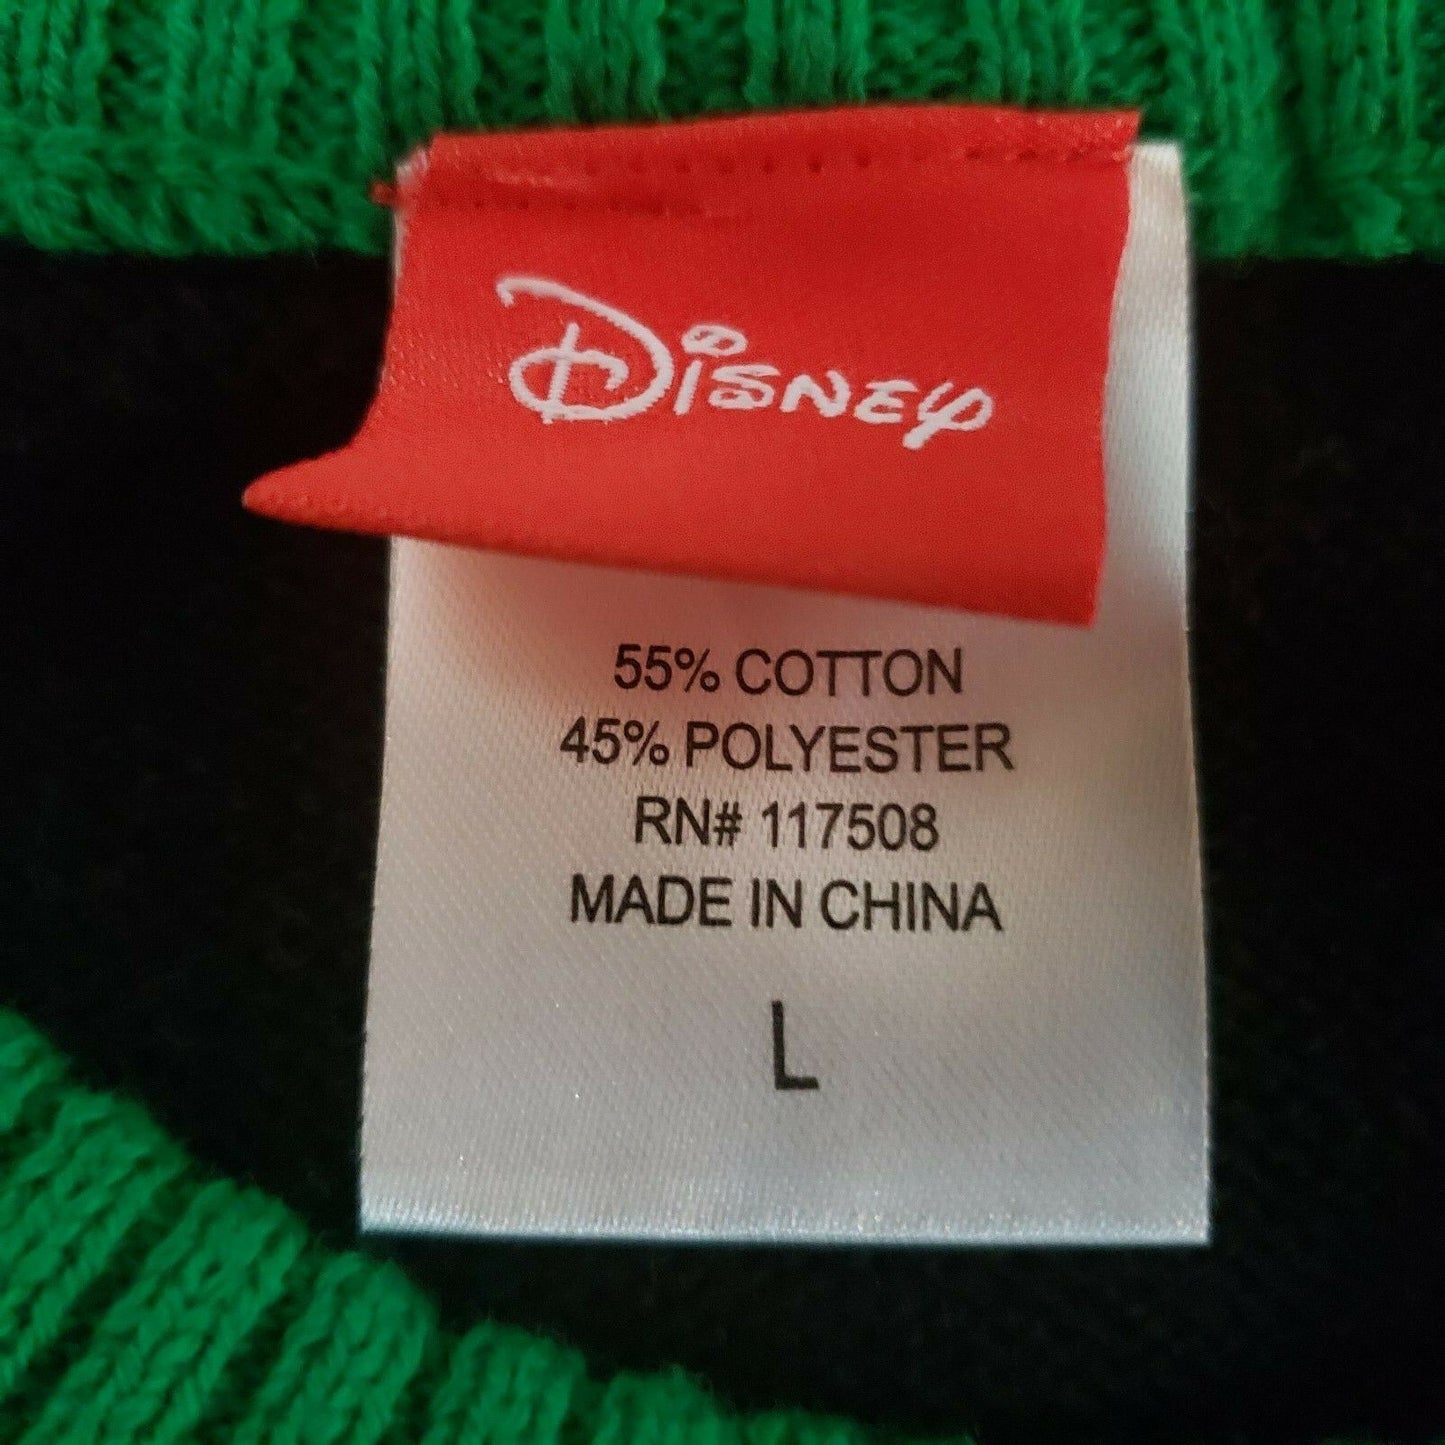 Disney
55% COTTON
45% POLYESTER
RN# 117508
MADE IN CHINA
L